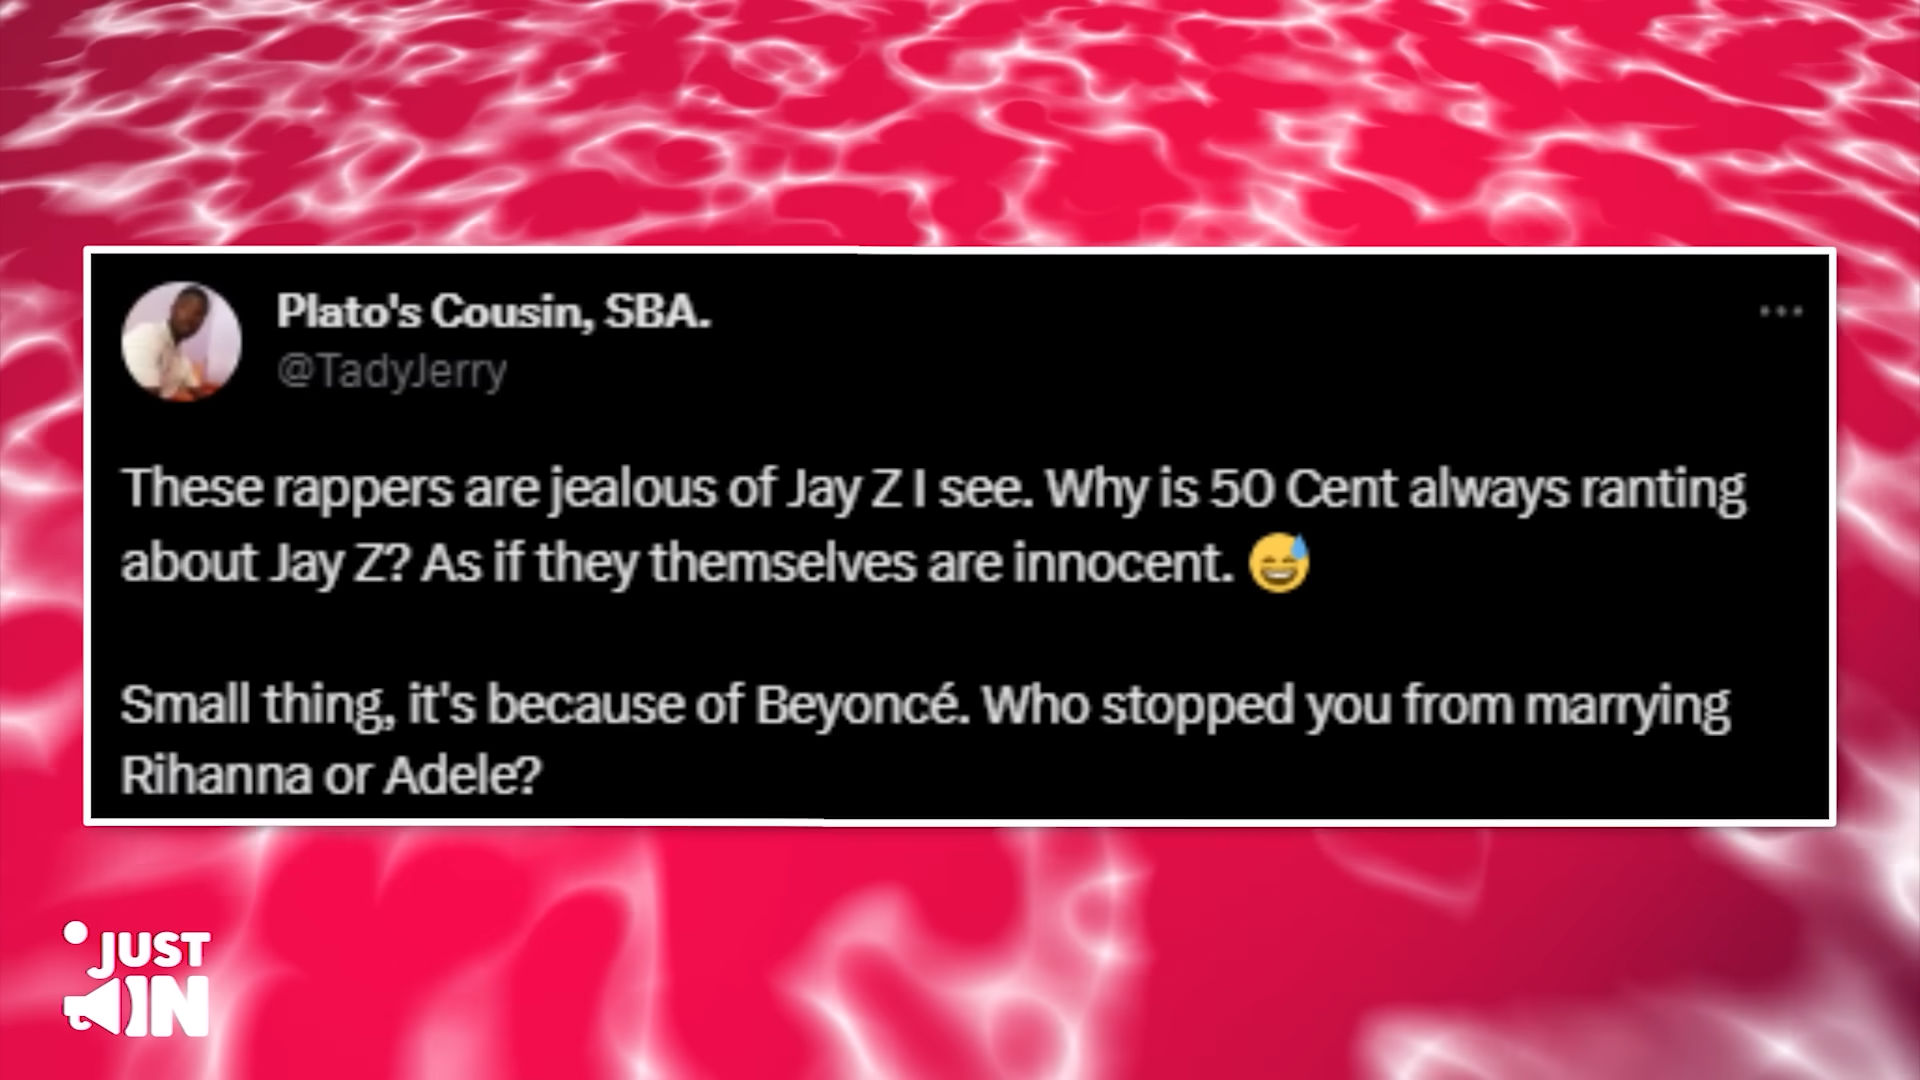 Plato's Cousin, SBA.
@TadyJerry
These rappers are jealous of Jay Z I see. Why is 50 Cent always ranting
about Jay Z? As if they themselves are innocent. 😅
Small thing, it's because of Beyoncé. Who stopped you from marrying
Rihanna or Adele?
JUST
IN